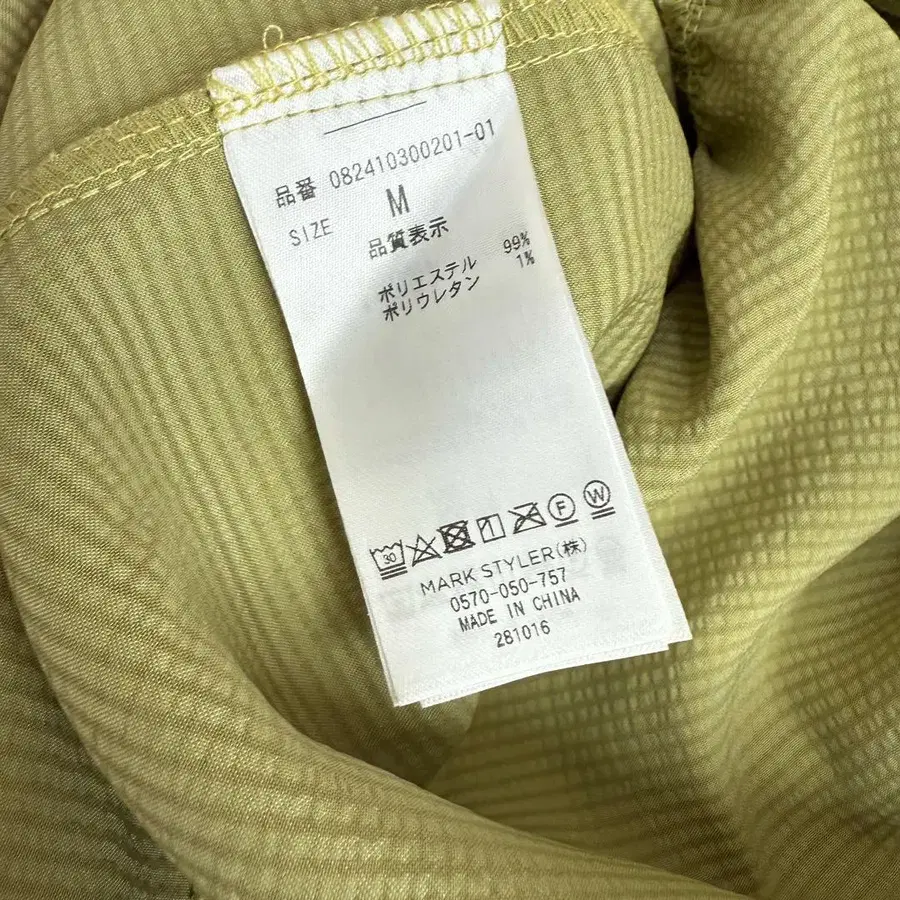 品番 082410300201-01
SIZE M
品質表示
ポリエステル 99%
ポリウレタン 1%
30 F W
MARK STYLER(株)
0570-050-757
MADE IN CHINA
281016